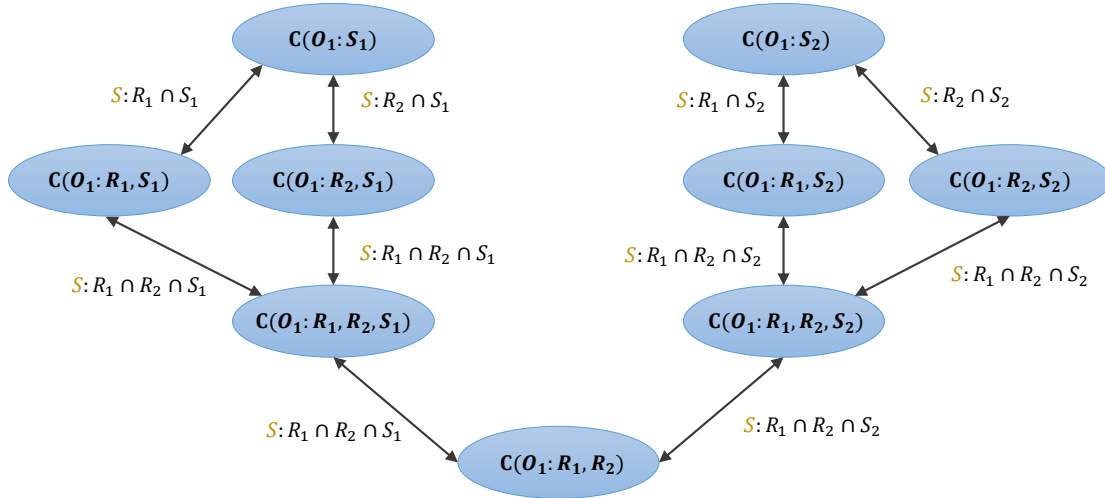 C(O₁: S₁)
C(O₁: S₂)
S: R₁ ∩ S₁
S: R₂ ∩ S₁
S: R₁ ∩ S₂
S: R₂ ∩ S₂
C(O₁: R₁, S₁)
C(O₁: R₂, S₁)
C(O₁: R₁, S₂)
C(O₁: R₂, S₂)
S: R₁ ∩ R₂ ∩ S₁
S: R₁ ∩ R₂ ∩ S₁
S: R₁ ∩ R₂ ∩ S₂
S: R₁ ∩ R₂ ∩ S₂
C(O₁: R₁, R₂, S₁)
C(O₁: R₁, R₂, S₂)
S: R₁ ∩ R₂ ∩ S₁
S: R₁ ∩ R₂ ∩ S₂
C(O₁: R₁, R₂)